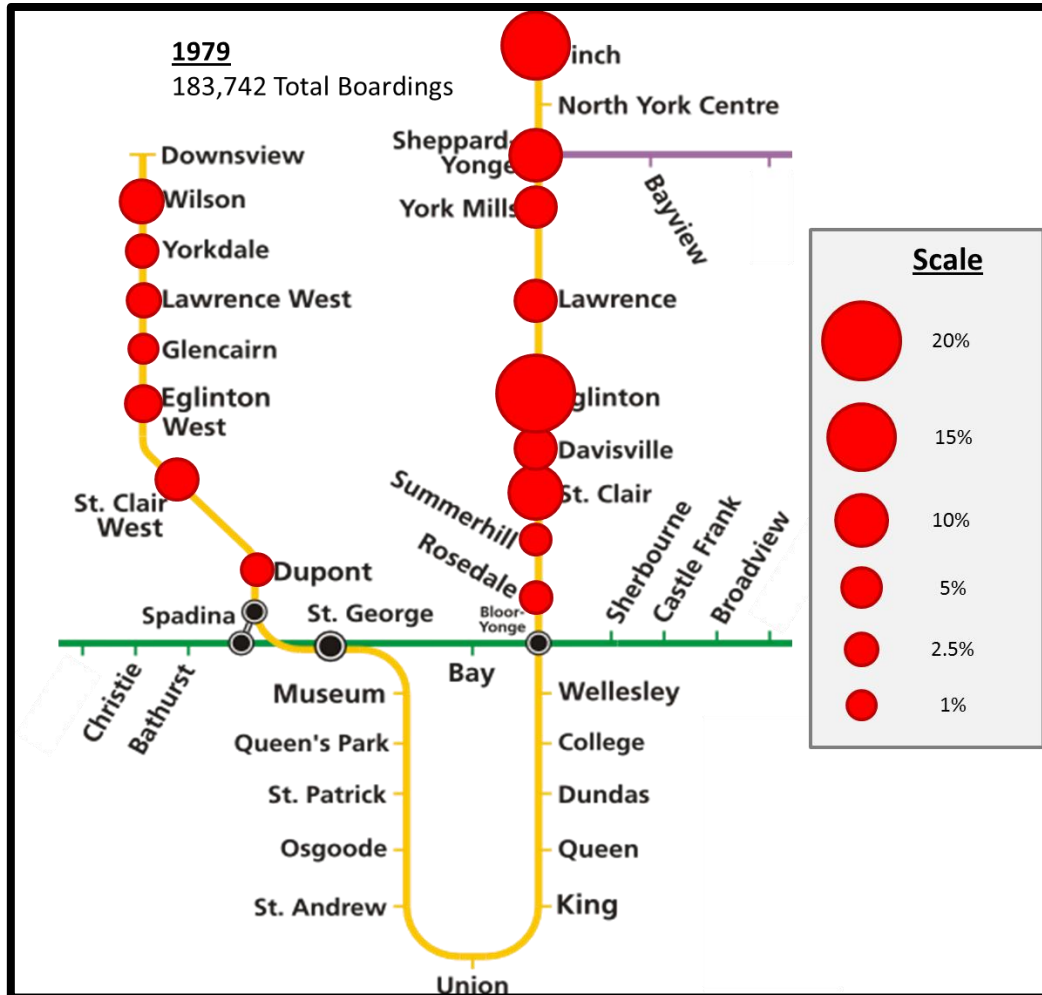 1979
183,742 Total Boardings
inch
North York Centre
Sheppard-
Yonge
York Mills
Bayview
Lawrence
glinton
Davisville
St. Clair
Summerhill
Rosedale
Bloor-
Yonge
Sherbourne
Castle Frank
Broadview
Downsview
Wilson
Yorkdale
Lawrence West
Glencairn
Eglinton
West
St. Clair
West
Dupont
Spadina
St. George
Christie
Bathurst
Bay
Museum
Queen's Park
St. Patrick
Osgoode
St. Andrew
Union
Wellesley
College
Dundas
Queen
King
Scale
20%
15%
10%
5%
2.5%
1%